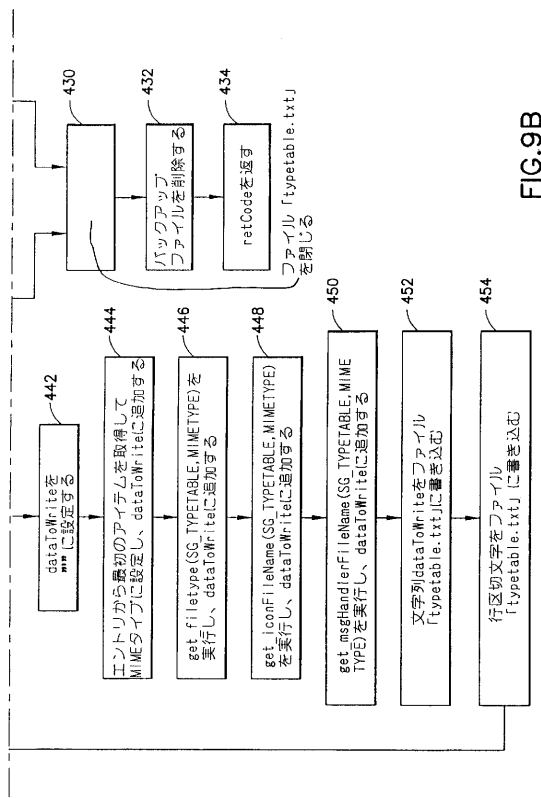 430
432
バックアップ
ファイルを削除する
434
retCodeを返す
ファイル「typetable.txt」
を閉じる
442
dataToWriteを
"" に設定する
444
エントリから最初のアイテムを取得して
MIMEタイプに設定し、dataToWriteに追加する
446
get_filetype(SG_TYPETABLE,MIMETYPE)を
実行し、dataToWriteに追加する
448
get_iconFileName(SG_TYPETABLE,MIMETYPE)
を実行し、dataToWriteに追加する
450
get_msgHandlerFileName(SG_TYPETABLE,MIME
TYPE)を実行し、dataToWriteに追加する
452
文字列dataToWriteをファイル
「typetable.txt」に書き込む
454
行区切文字をファイル
「typetable.txt」に書き込む
FIG.9B